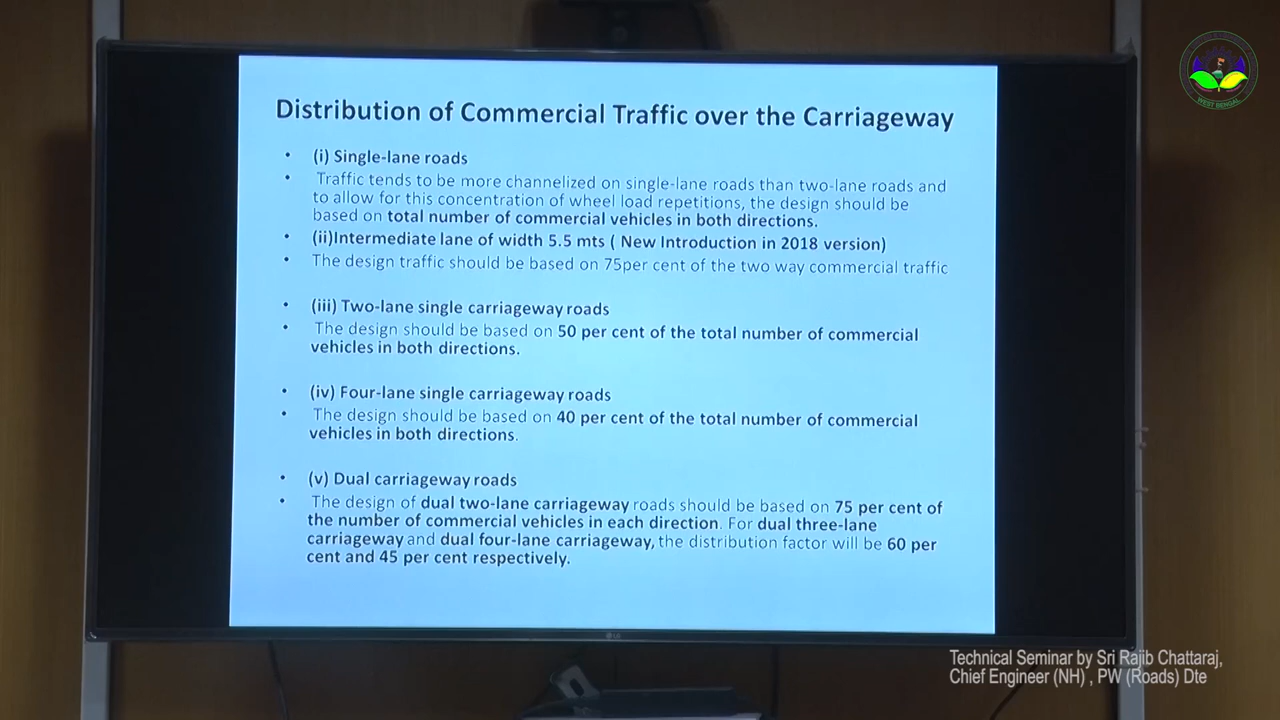 Distribution of Commercial Traffic over the Carriageway
• (i) Single-lane roads
• Traffic tends to be more channelized on single-lane roads than two-lane roads and
to allow for this concentration of wheel load repetitions, the design should be
based on total number of commercial vehicles in both directions.
• (ii)Intermediate lane of width 5.5 mts ( New Introduction in 2018 version)
• The design traffic should be based on 75per cent of the two way commercial traffic
• (iii) Two-lane single carriageway roads
• The design should be based on 50 per cent of the total number of commercial
vehicles in both directions.
• (iv) Four-lane single carriageway roads
• The design should be based on 40 per cent of the total number of commercial
vehicles in both directions.
• (v) Dual carriageway roads
• The design of dual two-lane carriageway roads should be based on 75 per cent of
the number of commercial vehicles in each direction. For dual three-lane
carriageway and dual four-lane carriageway, the distribution factor will be 60 per
cent and 45 per cent respectively.
LG
WEST BENGAL
Technical Seminar by Sri Rajib Chattaraj,
Chief Engineer (NH) , PW (Roads) Dte